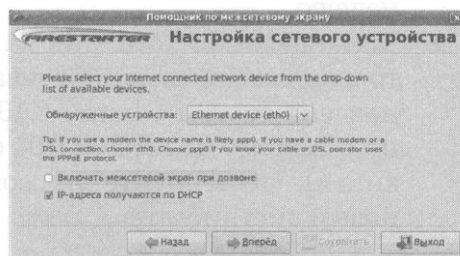 Помощник по межсетевому экрану
FIRESTARTER Настройка сетевого устройства
Please select your Internet connected network device from the drop-down
list of available devices.
Обнаруженные устройства: Ethernet device (eth0)
Tip: If you use a modem the device name is likely ppp0. If you have a cable modem or a
DSL connection, choose eth0. Choose ppp0 if you know your cable or DSL operator uses
the PPPoE protocol.
Включать межсетевой экран при дозвоне
IP-адреса получаются по DHCP
Назад Вперёд Сохранить Выход